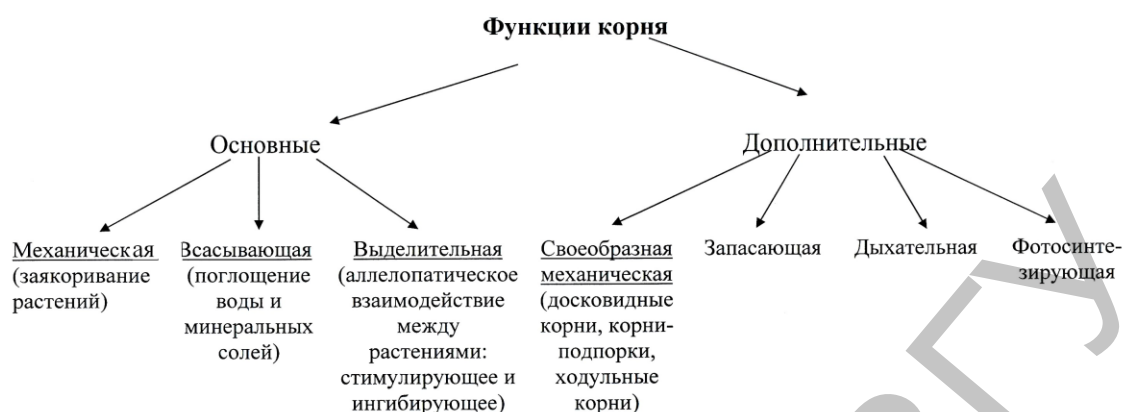 Функции корня
Основные
Дополнительные
Механическая
(заякоривание
растений)
Всасывающая
(поглощение
воды и
минеральных
солей)
Выделительная
(аллелопатическое
взаимодействие
между
растениями:
стимулирующее и
ингибирующее)
Своеобразная
механическая
(досковидные
корни, корни-
подпорки,
ходульные
корни)
Запасающая
Дыхательная
Фотосинте-
зирующая